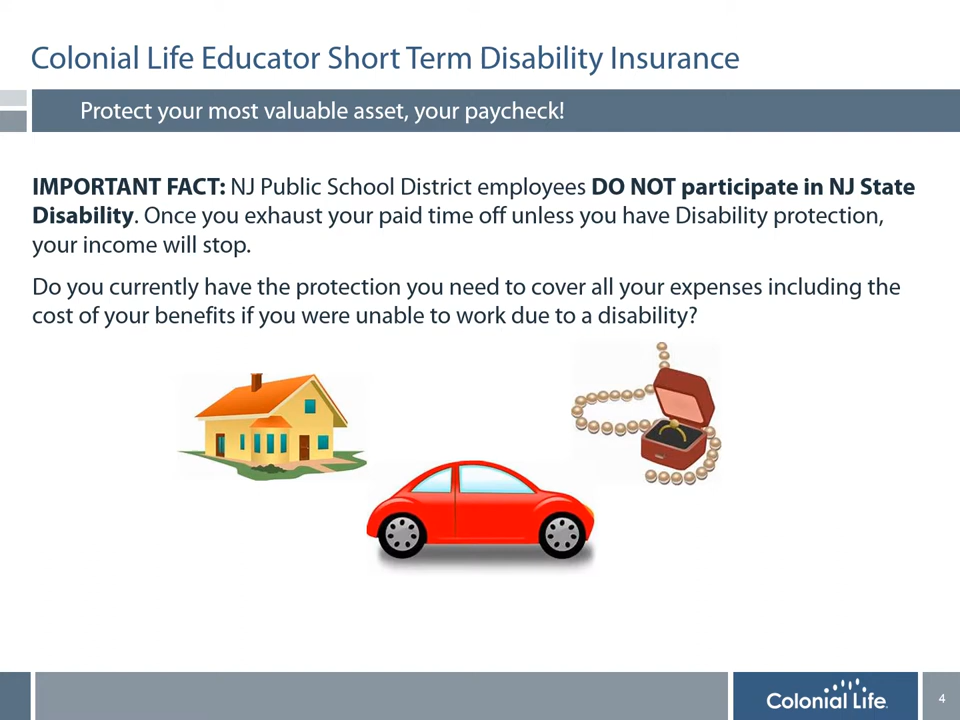 Colonial Life Educator Short Term Disability Insurance
Protect your most valuable asset, your paycheck!
IMPORTANT FACT: NJ Public School District employees DO NOT participate in NJ State
Disability. Once you exhaust your paid time off unless you have Disability protection,
your income will stop.
Do you currently have the protection you need to cover all your expenses including the
cost of your benefits if you were unable to work due to a disability?
Colonial Life.
4